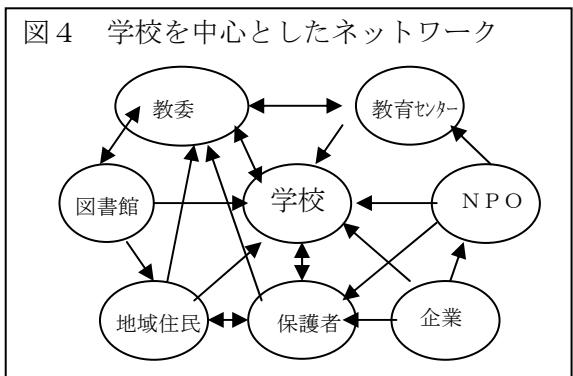 図４　学校を中心としたネットワーク
教委
教育ｾﾝﾀｰ
図書館
学校
ＮＰＯ
地域住民
保護者
企業